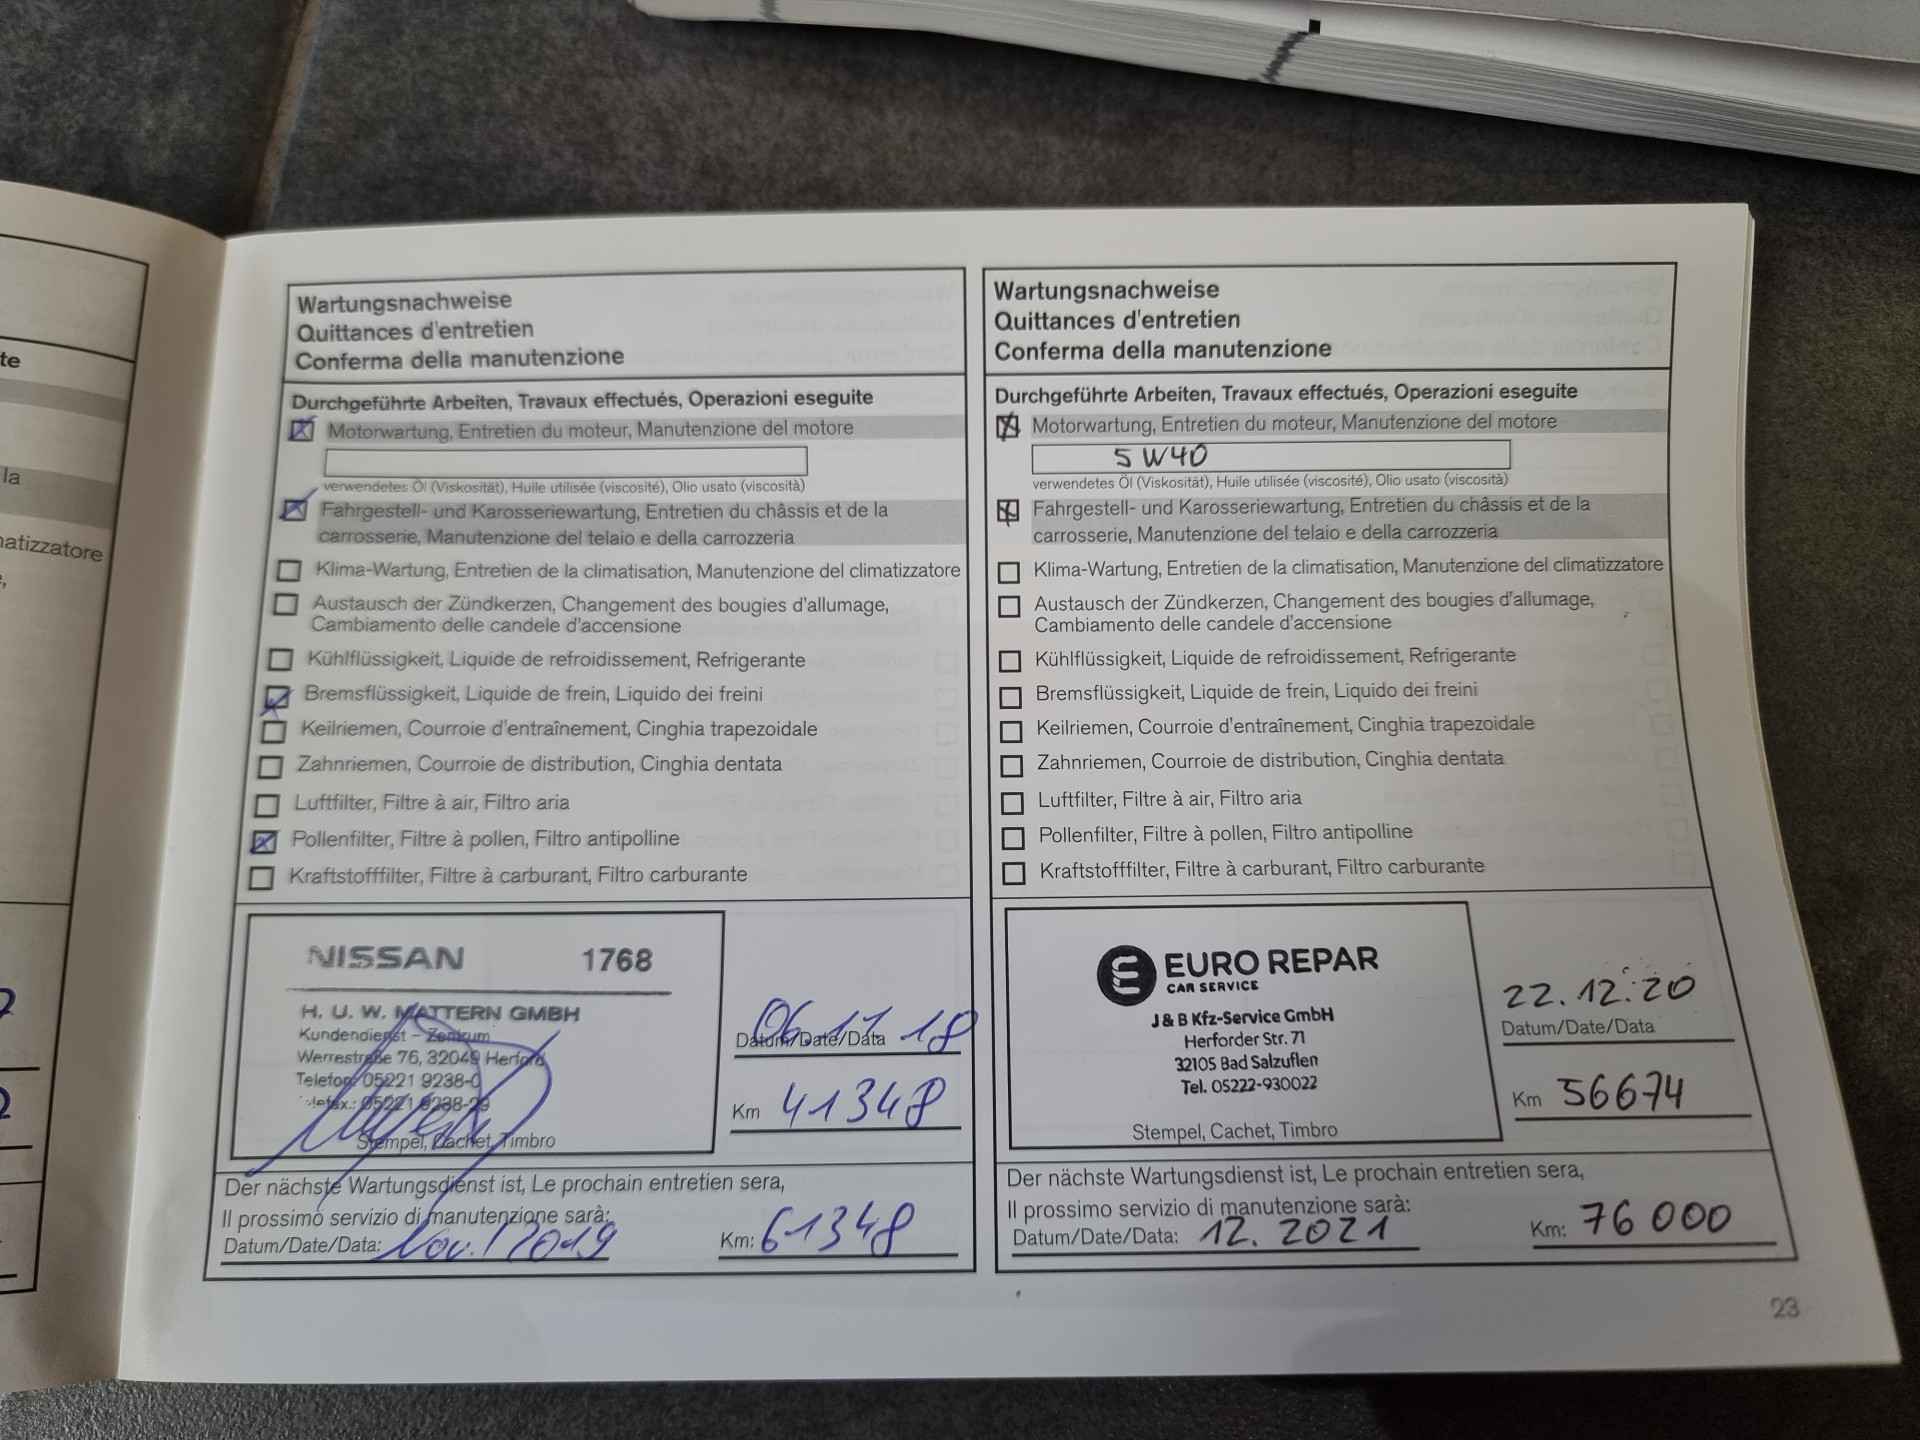 te
la
matizzatore
Wartungsnachweise
Quittances d'entretien
Conferma della manutenzione
Durchgeführte Arbeiten, Travaux effectués, Operazioni eseguite
Motorwartung, Entretien du moteur, Manutenzione del motore
verwendetes Öl (Viskosität), Huile utilisée (viscosité), Olio usato (viscosità)
Fahrgestell- und Karosseriewartung, Entretien du châssis et de la
carrosserie, Manutenzione del telaio e della carrozzeria
Klima-Wartung, Entretien de la climatisation, Manutenzione del climatizzatore
Austausch der Zündkerzen, Changement des bougies d'allumage,
Cambiamento delle candele d'accensione
Kühlflüssigkeit, Liquide de refroidissement, Refrigerante
Bremsflüssigkeit, Liquide de frein, Liquido dei freini
Keilriemen, Courroie d'entraînement, Cinghia trapezoidale
Zahnriemen, Courroie de distribution, Cinghia dentata
Luftfilter, Filtre à air, Filtro aria
Pollenfilter, Filtre à pollen, Filtro antipolline
Kraftstofffilter, Filtre à carburant, Filtro carburante
NISSAN 1768
H. U. W. MATTERN GMBH
Kundendienst - Zentrum
Werrestraße 76, 32049 Herford
Telefon: 05221 9238-0
Telefax.: 05221 9238-29
Stempel, Cachet, Timbro
06.11.18
Datum/Date/Data
Km 41348
Der nächste Wartungsdienst ist, Le prochain entretien sera,
Il prossimo servizio di manutenzione sarà:
Datum/Date/Data: Nov./2019 Km: 61348
Wartungsnachweise
Quittances d'entretien
Conferma della manutenzione
Durchgeführte Arbeiten, Travaux effectués, Operazioni eseguite
Motorwartung, Entretien du moteur, Manutenzione del motore
5W40
verwendetes Öl (Viskosität), Huile utilisée (viscosité), Olio usato (viscosità)
Fahrgestell- und Karosseriewartung, Entretien du châssis et de la
carrosserie, Manutenzione del telaio e della carrozzeria
Klima-Wartung, Entretien de la climatisation, Manutenzione del climatizzatore
Austausch der Zündkerzen, Changement des bougies d'allumage,
Cambiamento delle candele d'accensione
Kühlflüssigkeit, Liquide de refroidissement, Refrigerante
Bremsflüssigkeit, Liquide de frein, Liquido dei freini
Keilriemen, Courroie d'entraînement, Cinghia trapezoidale
Zahnriemen, Courroie de distribution, Cinghia dentata
Luftfilter, Filtre à air, Filtro aria
Pollenfilter, Filtre à pollen, Filtro antipolline
Kraftstofffilter, Filtre à carburant, Filtro carburante
EURO REPAR
CAR SERVICE
J & B Kfz-Service GmbH
Herforder Str. 71
32105 Bad Salzuflen
Tel. 05222-930022
Stempel, Cachet, Timbro
22.12.20
Datum/Date/Data
Km 56674
Der nächste Wartungsdienst ist, Le prochain entretien sera,
Il prossimo servizio di manutenzione sarà:
Datum/Date/Data: 12. 2021 Km: 76 000
23